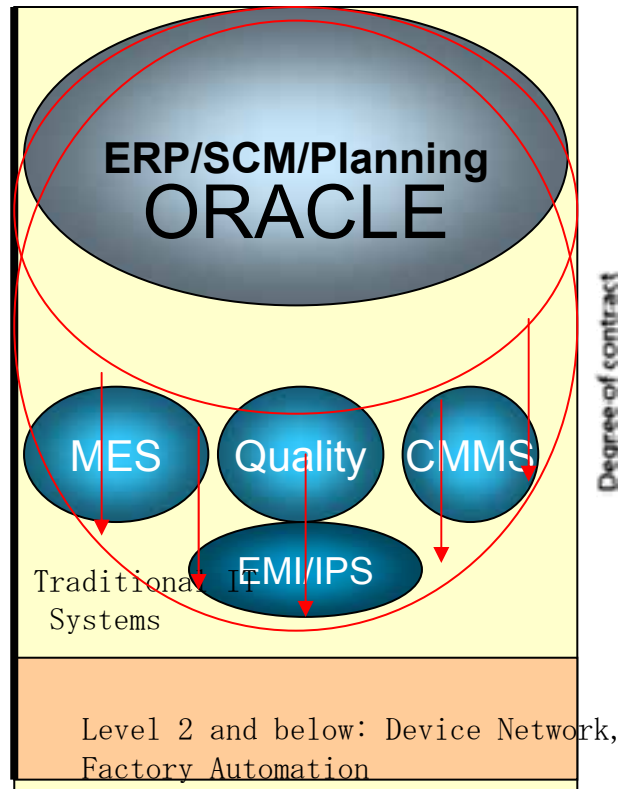 ERP/SCM/Planning
ORACLE
Degree of contract
MES
Quality
CMMS
EMI/IPS
Traditional IT
Systems
Level 2 and below: Device Network,
Factory Automation